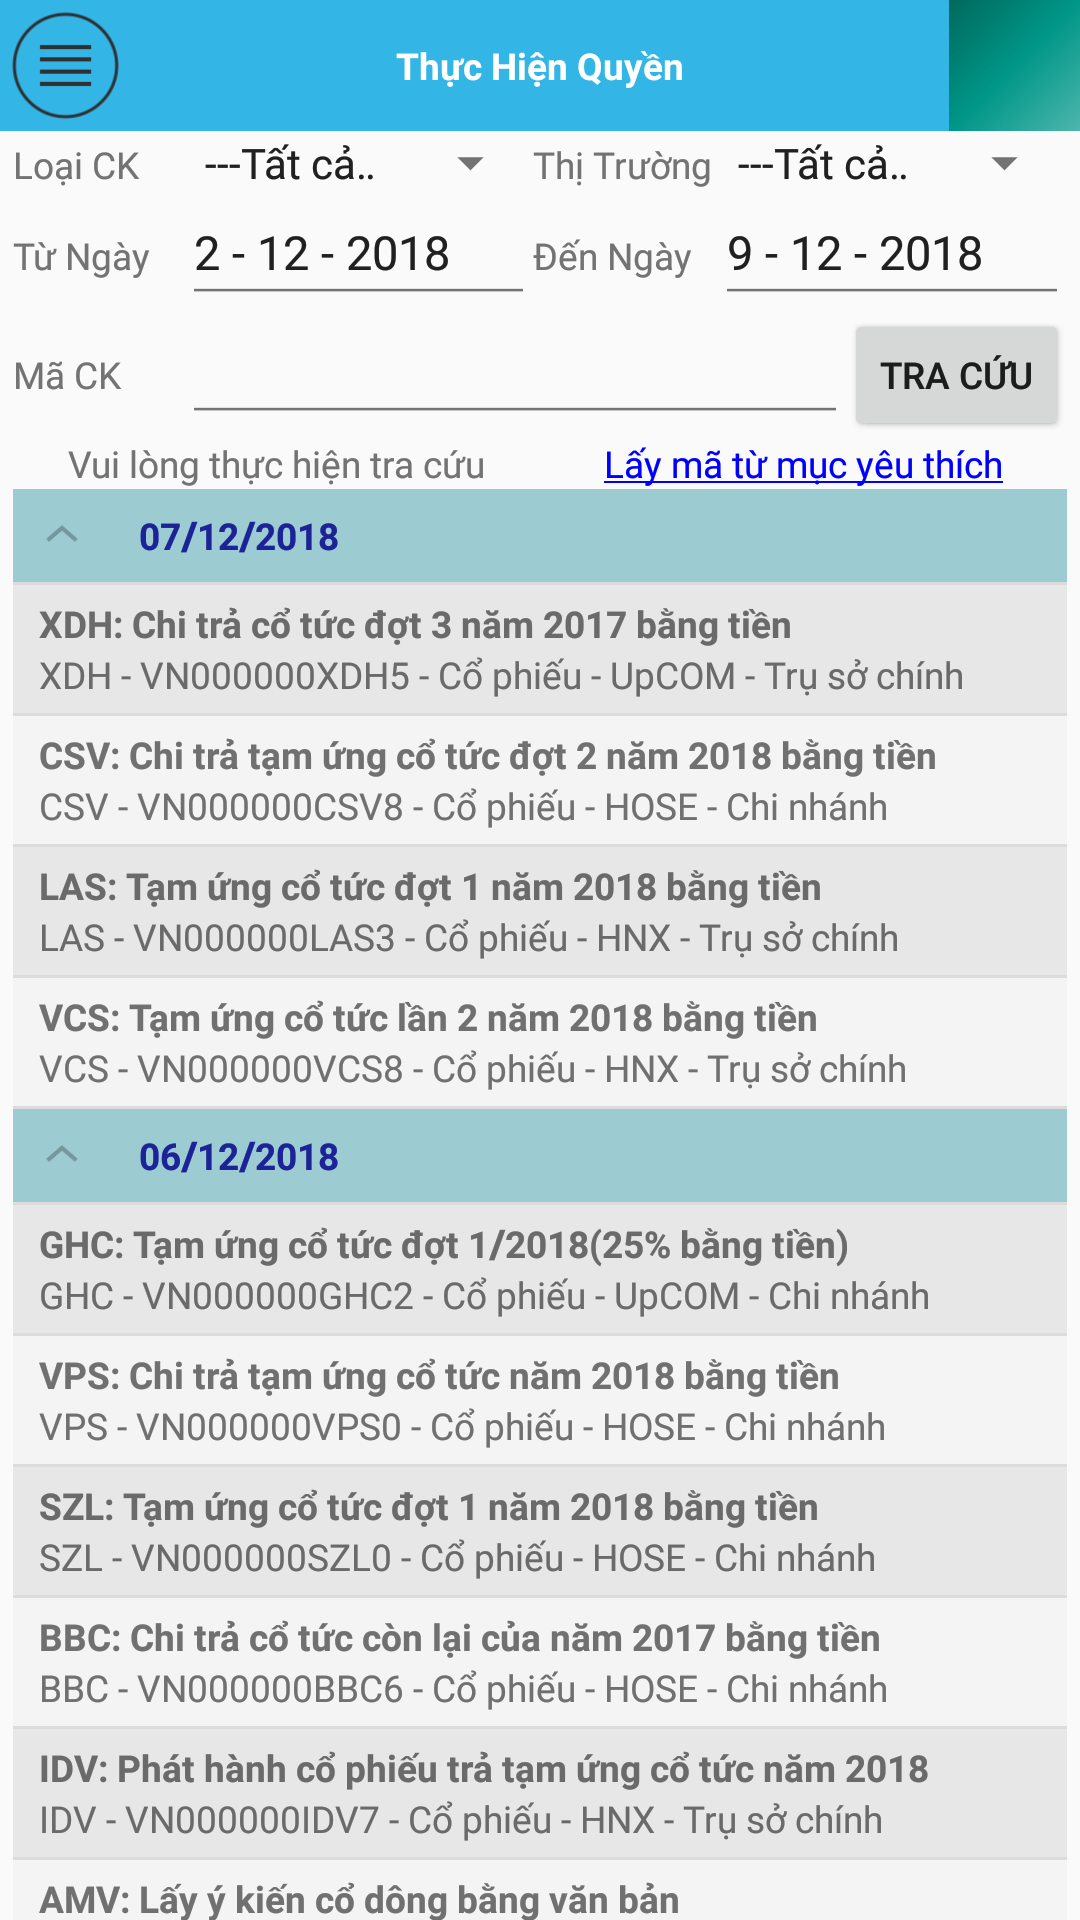 Thực Hiện Quyền
Loại CK ---Tất cả.. Thị Trường ---Tất cả..
Từ Ngày 2 - 12 - 2018 Đến Ngày 9 - 12 - 2018
Mã CK TRA CỨU
Vui lòng thực hiện tra cứu Lấy mã từ mục yêu thích
07/12/2018
XDH: Chi trả cổ tức đợt 3 năm 2017 bằng tiền
XDH - VN000000XDH5 - Cổ phiếu - UpCOM - Trụ sở chính
CSV: Chi trả tạm ứng cổ tức đợt 2 năm 2018 bằng tiền
CSV - VN000000CSV8 - Cổ phiếu - HOSE - Chi nhánh
LAS: Tạm ứng cổ tức đợt 1 năm 2018 bằng tiền
LAS - VN000000LAS3 - Cổ phiếu - HNX - Trụ sở chính
VCS: Tạm ứng cổ tức lần 2 năm 2018 bằng tiền
VCS - VN000000VCS8 - Cổ phiếu - HNX - Trụ sở chính
06/12/2018
GHC: Tạm ứng cổ tức đợt 1/2018(25% bằng tiền)
GHC - VN000000GHC2 - Cổ phiếu - UpCOM - Chi nhánh
VPS: Chi trả tạm ứng cổ tức năm 2018 bằng tiền
VPS - VN000000VPS0 - Cổ phiếu - HOSE - Chi nhánh
SZL: Tạm ứng cổ tức đợt 1 năm 2018 bằng tiền
SZL - VN000000SZL0 - Cổ phiếu - HOSE - Chi nhánh
BBC: Chi trả cổ tức còn lại của năm 2017 bằng tiền
BBC - VN000000BBC6 - Cổ phiếu - HOSE - Chi nhánh
IDV: Phát hành cổ phiếu trả tạm ứng cổ tức năm 2018
IDV - VN000000IDV7 - Cổ phiếu - HNX - Trụ sở chính
AMV: Lấy ý kiến cổ dông bằng văn bản